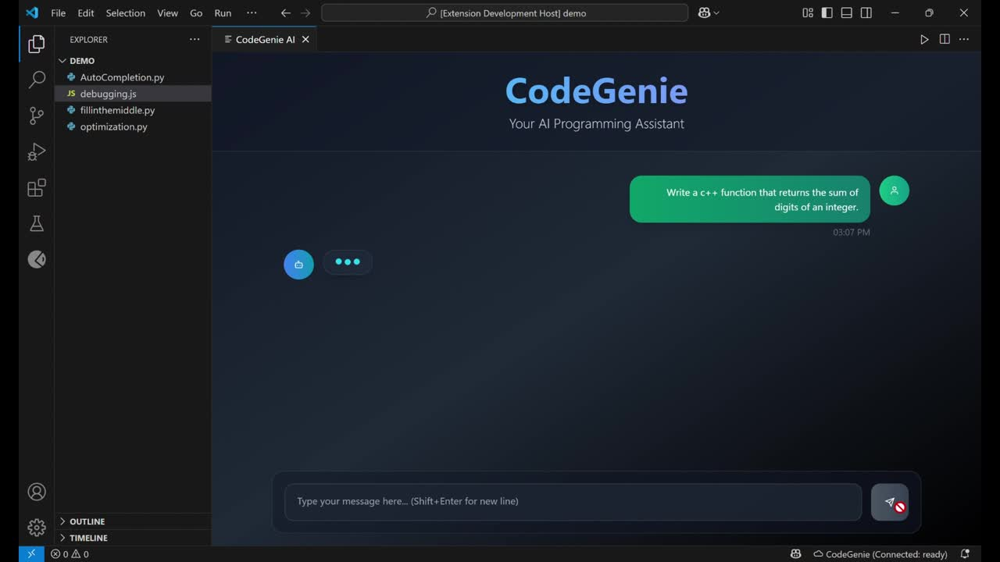 File Edit Selection View Go Run ··· [Extension Development Host] demo
EXPLORER ···
CodeGenie AI
DEMO
AutoCompletion.py
JS debugging.js
fillinthemiddle.py
optimization.py
CodeGenie
Your AI Programming Assistant
Write a c++ function that returns the sum of
digits of an integer.
03:07 PM
Type your message here... (Shift+Enter for new line)
OUTLINE
TIMELINE
0 0 CodeGenie (Connected: ready)